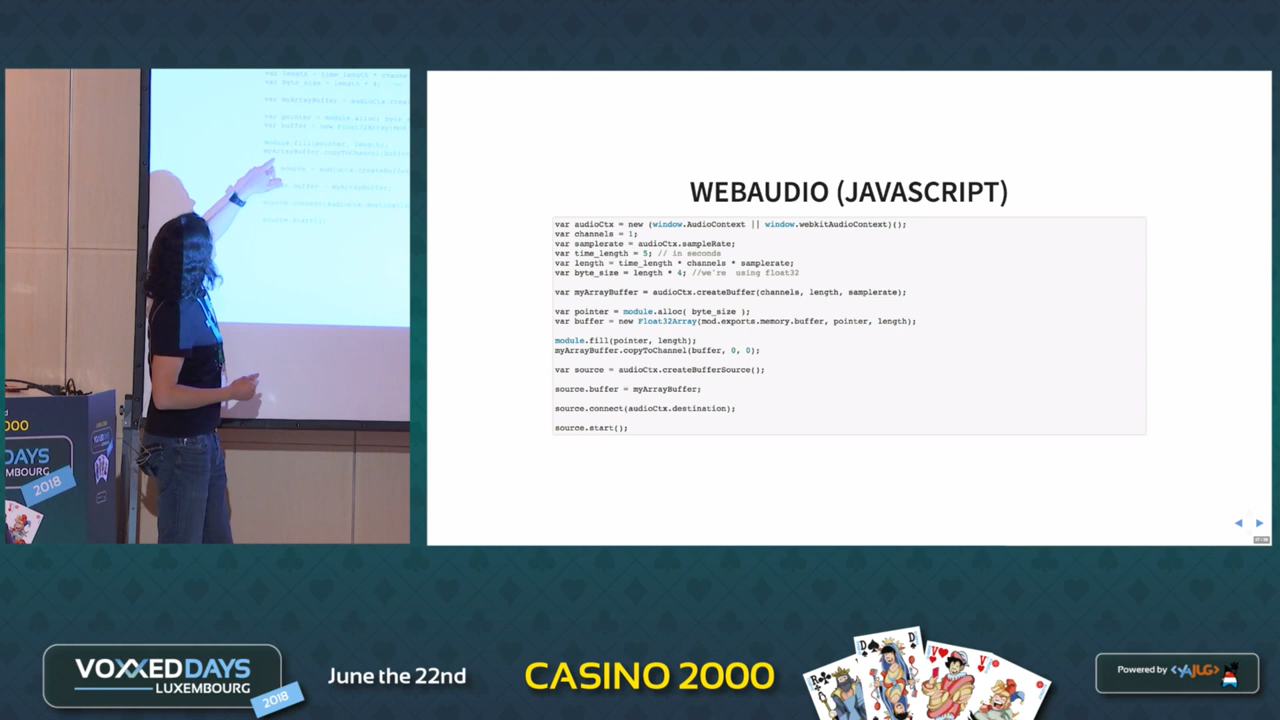 WEBAUDIO (JAVASCRIPT)
var audioCtx = new (window.AudioContext || window.webkitAudioContext)();
var channels = 1;
var samplerate = audioCtx.sampleRate;
var time_length = 5; // in seconds
var length = time_length * channels * samplerate;
var byte_size = length * 4; //we're  using float32
var myArrayBuffer = audioCtx.createBuffer(channels, length, samplerate);
var pointer = module.alloc( byte_size );
var buffer = new Float32Array(mod.exports.memory.buffer, pointer, length);
module.fill(pointer, length);
myArrayBuffer.copyToChannel(buffer, 0, 0);
var source = audioCtx.createBufferSource();
source.buffer = myArrayBuffer;
source.connect(audioCtx.destination);
source.start();
000
DAYS
EMBOURG
2018
VOXXEDDAYS
LUXEMBOURG
2018
June the 22nd
CASINO 2000
Powered by <YAJUG>